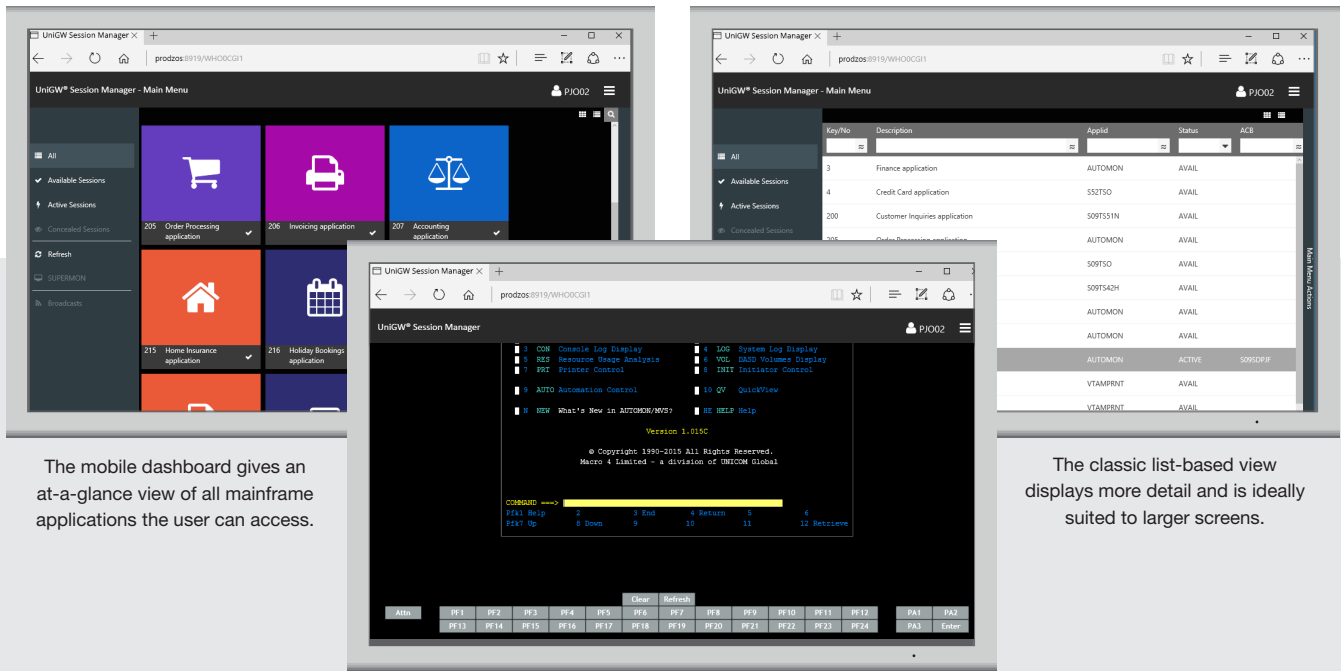 UniGW Session Manager
prodzos:8919/WHO0CGI1
UniGW® Session Manager - Main Menu
PJO02
All
Available Sessions
Active Sessions
Concealed Sessions
Refresh
SUPERMON
Broadcasts
205 Order Processing application
206 Invoicing application
207 Accounting application
215 Home Insurance application
216 Holiday Bookings application
The mobile dashboard gives an
at-a-glance view of all mainframe
applications the user can access.
UniGW Session Manager
prodzos:8919/WHO0CGI1
UniGW® Session Manager
PJO02
3 CON Console Log Display 4 LOG System Log Display
5 RES Resource Usage Analysis 6 VOL DASD Volumes Display
7 PRT Printer Control 8 INIT Initiator Control
9 AUTO Automation Control 10 QV QuickView
N NEW What's New in AUTOMON/MVS? HE HELP Help
Version 1.015C
© Copyright 1990-2015 All Rights Reserved.
Macro 4 Limited - a division of UNICOM Global
COMMAND ===>
Pfk1 Help 2 3 End 4 Return 5 6
Pfk7 Up 8 Down 9 10 11 12 Retrieve
Clear Refresh
Attn PF1 PF2 PF3 PF4 PF5 PF6 PF7 PF8 PF9 PF10 PF11 PF12 PA1 PA2
PF13 PF14 PF15 PF16 PF17 PF18 PF19 PF20 PF21 PF22 PF23 PF24 PA3 Enter
UniGW Session Manager
prodzos:8919/WHO0CGI1
UniGW® Session Manager - Main Menu
PJO02
All
Available Sessions
Active Sessions
Concealed Sessions
Key/No Description Applid Status ACB
3 Finance application AUTOMON AVAIL
4 Credit Card application S52TSO AVAIL
200 Customer Inquiries application S09TS51N AVAIL
205 Order Processing application AUTOMON AVAIL
S09TSO AVAIL
S09TS42H AVAIL
AUTOMON AVAIL
AUTOMON AVAIL
AUTOMON ACTIVE S09SDPJF
VTAMPRNT AVAIL
VTAMPRNT AVAIL
Main Menu Actions
The classic list-based view
displays more detail and is ideally
suited to larger screens.